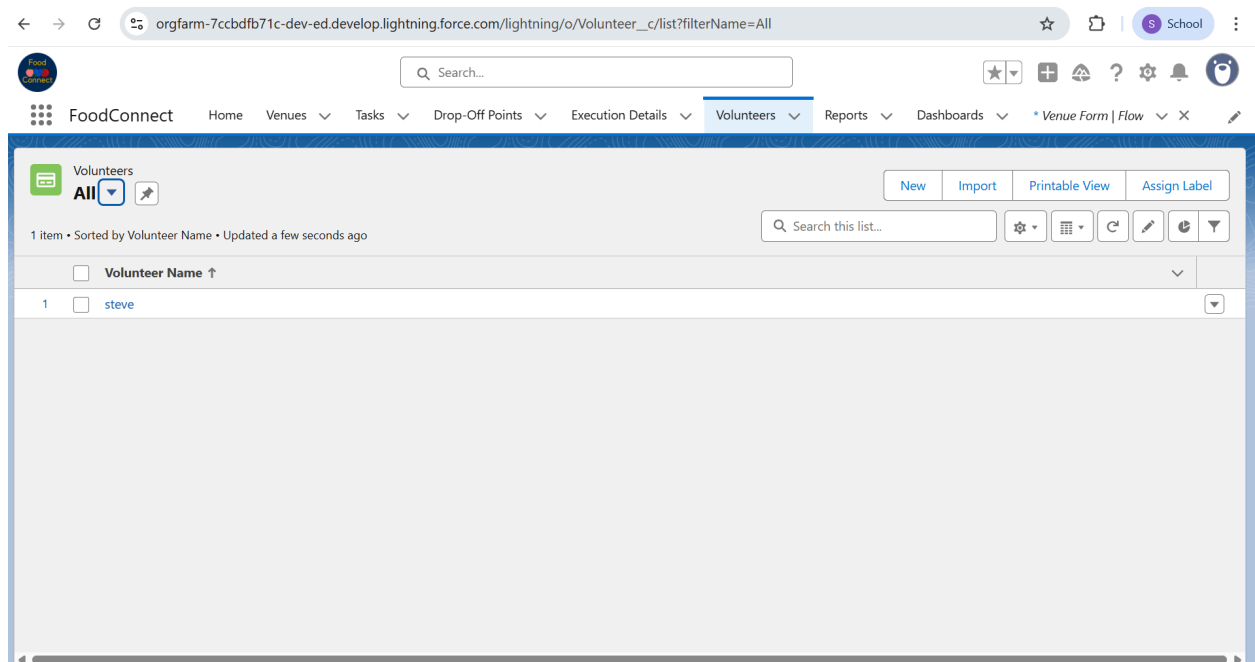 orgfarm-7ccbdfb71c-dev-ed.develop.lightning.force.com/lightning/o/Volunteer__c/list?filterName=All
S School
Food
Connect
Search...
FoodConnect Home Venues Tasks Drop-Off Points Execution Details Volunteers Reports Dashboards * Venue Form | Flow
Volunteers
All
New Import Printable View Assign Label
1 item • Sorted by Volunteer Name • Updated a few seconds ago
Search this list...
Volunteer Name ↑
1 steve